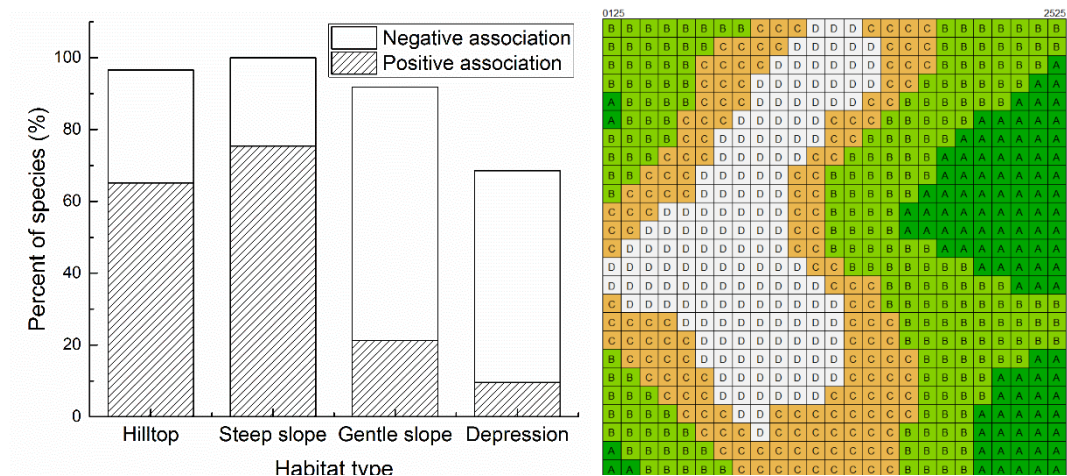 Negative association
Positive association
100
80
60
40
20
0
Percent of species (%)
Hilltop Steep slope Gentle slope Depression
Habitat type
0125 2525
B B B B B B B B C C C D D D C C C C B B B B B B B
B B B B B B C C C C D D D D D C C C B B B B B B B
B B B B B C C C C D D D D D D C C C B B B B B B A
B B B B B C C C D D D D D D D C C B B B B B B A A
A B B B B C C C D D D D D D C C B B B B B B A A A
A B B B C C C D D D D D C C C B B B B B A A A A A
B B B B C C D D D D D D C C B B B B B A A A A A A
B B B C C C D D D D D C C B B B B B A A A A A A A
B B C C C D D D D D C C B B B B B A A A A A A A A
B C C C C D D D D D C C B B B B B A A A A A A A A
C C C D D D D D D D C C B B B B A A A A A A A A A
C C D D D D D D D D C C B B B B A A A A A A A A A
C D D D D D D D D D C C B B B B B B A A A A A A A
D D D D D D D D D D D C C B B B B B B B A A A A A
D D D D D D D D D D D D C C C B B B B B B B A A A
C D D D D D D D D D D D D C C B B B B B B B B B B
C C C C D D D D D D D D D C C C B B B B B B B B B
C C C C C D D D D D D D D C C C B B B B B B B B B
B C C C C D D D D D D D D C C C C B B B B B B A A
B B C C C C D D D D D D D C C C C B B B B A A A A
B B B C C C D D D D D D C C C C C B B B B A A A A
B B B B C C C D D C C C C C C C C B B B A A A A A
B B B B B C C C D C C C C C C C B B B B A A A A A
A B B B B C C C C C C C C C C C B B B B A A A A A
A A B B B B B C C C C C C C C C B B B B A A A A A